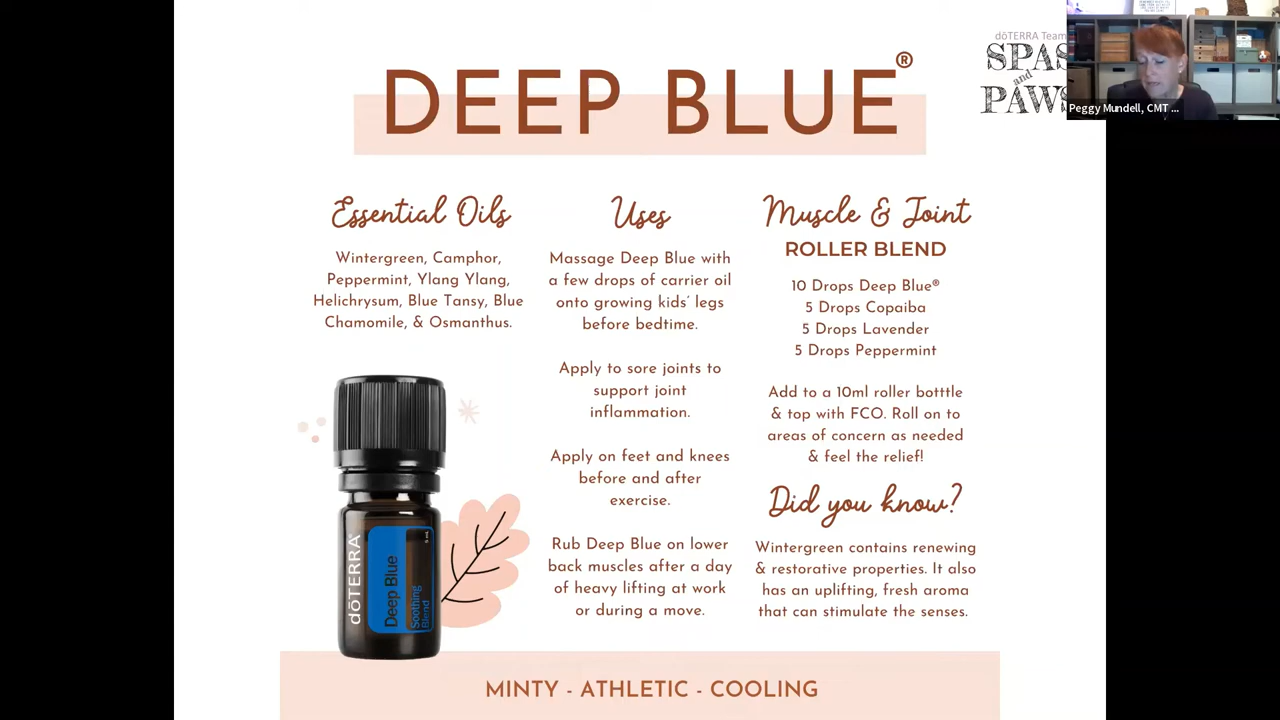 DEEP BLUE®
dōTERRA Team
SPAS
and
PAWS
Peggy Mundell, CMT ...
Essential Oils
Wintergreen, Camphor,
Peppermint, Ylang Ylang,
Helichrysum, Blue Tansy, Blue
Chamomile, & Osmanthus.
dōTERRA
Deep Blue
Soothing
Blend
5 mL
Uses
Massage Deep Blue with
a few drops of carrier oil
onto growing kids’ legs
before bedtime.
Apply to sore joints to
support joint
inflammation.
Apply on feet and knees
before and after
exercise.
Rub Deep Blue on lower
back muscles after a day
of heavy lifting at work
or during a move.
Muscle & Joint
ROLLER BLEND
10 Drops Deep Blue®
5 Drops Copaiba
5 Drops Lavender
5 Drops Peppermint
Add to a 10ml roller botttle
& top with FCO. Roll on to
areas of concern as needed
& feel the relief!
Did you know?
Wintergreen contains renewing
& restorative properties. It also
has an uplifting, fresh aroma
that can stimulate the senses.
MINTY - ATHLETIC - COOLING